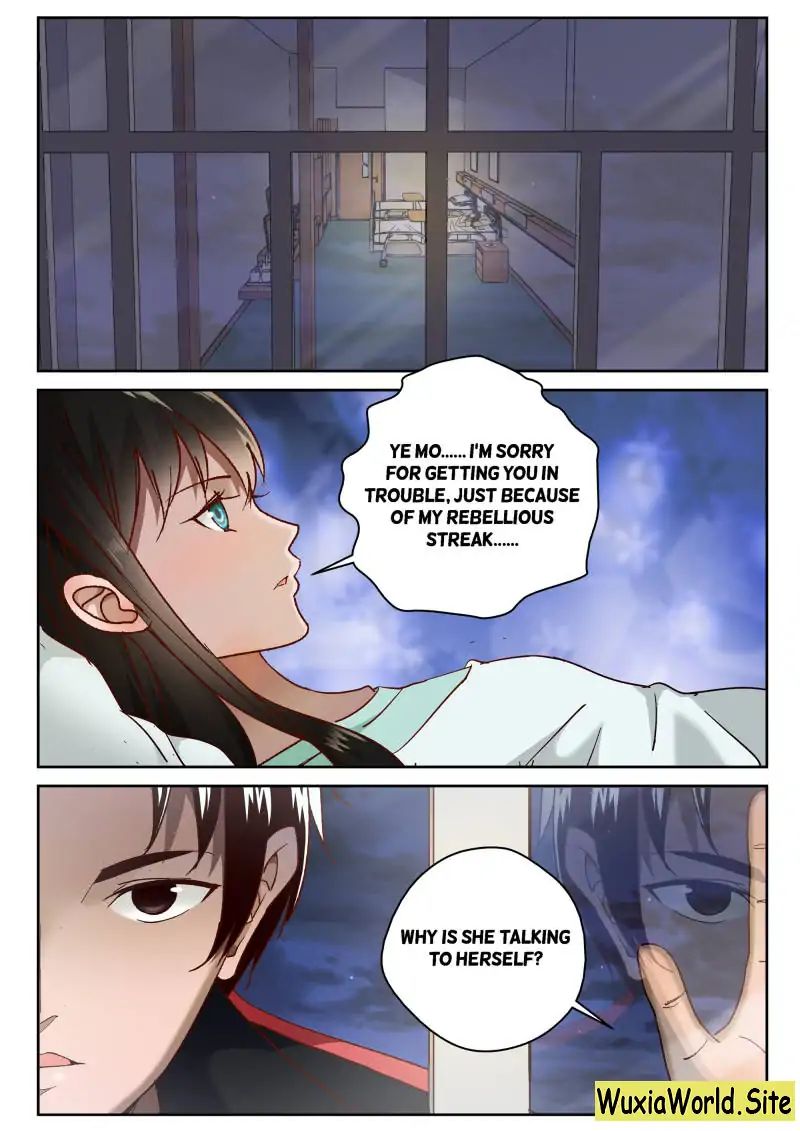 YE MO...... I'M SORRY
FOR GETTING YOU IN
TROUBLE, JUST BECAUSE
OF MY REBELLIOUS
STREAK......
WHY IS SHE TALKING
TO HERSELF?
WuxiaWorld.Site